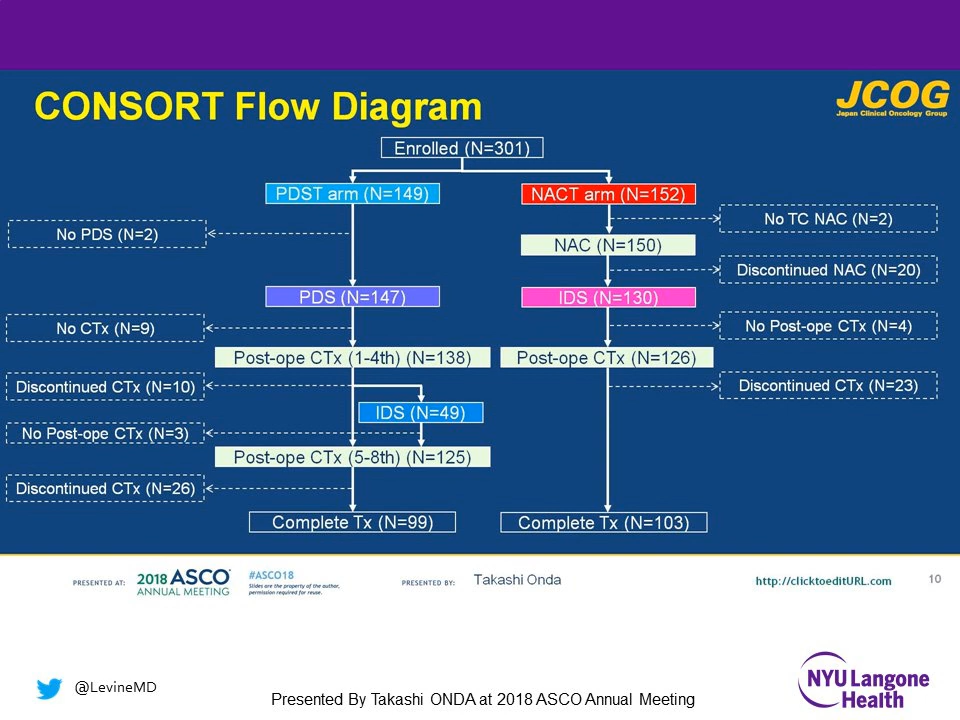 CONSORT Flow Diagram
JCOG
Japan Clinical Oncology Group
Enrolled (N=301)
PDST arm (N=149)
NACT arm (N=152)
No TC NAC (N=2)
No PDS (N=2)
NAC (N=150)
Discontinued NAC (N=20)
PDS (N=147)
IDS (N=130)
No CTx (N=9)
No Post-ope CTx (N=4)
Post-ope CTx (1-4th) (N=138)
Post-ope CTx (N=126)
Discontinued CTx (N=10)
Discontinued CTx (N=23)
IDS (N=49)
No Post-ope CTx (N=3)
Post-ope CTx (5-8th) (N=125)
Discontinued CTx (N=26)
Complete Tx (N=99)
Complete Tx (N=103)
PRESENTED AT:
2018 ASCO
ANNUAL MEETING
#ASCO18
Slides are the property of the author,
permission required for reuse.
PRESENTED BY:
Takashi Onda
http://clicktoeditURL.com
10
@LevineMD
Presented By Takashi ONDA at 2018 ASCO Annual Meeting
NYU Langone
Health